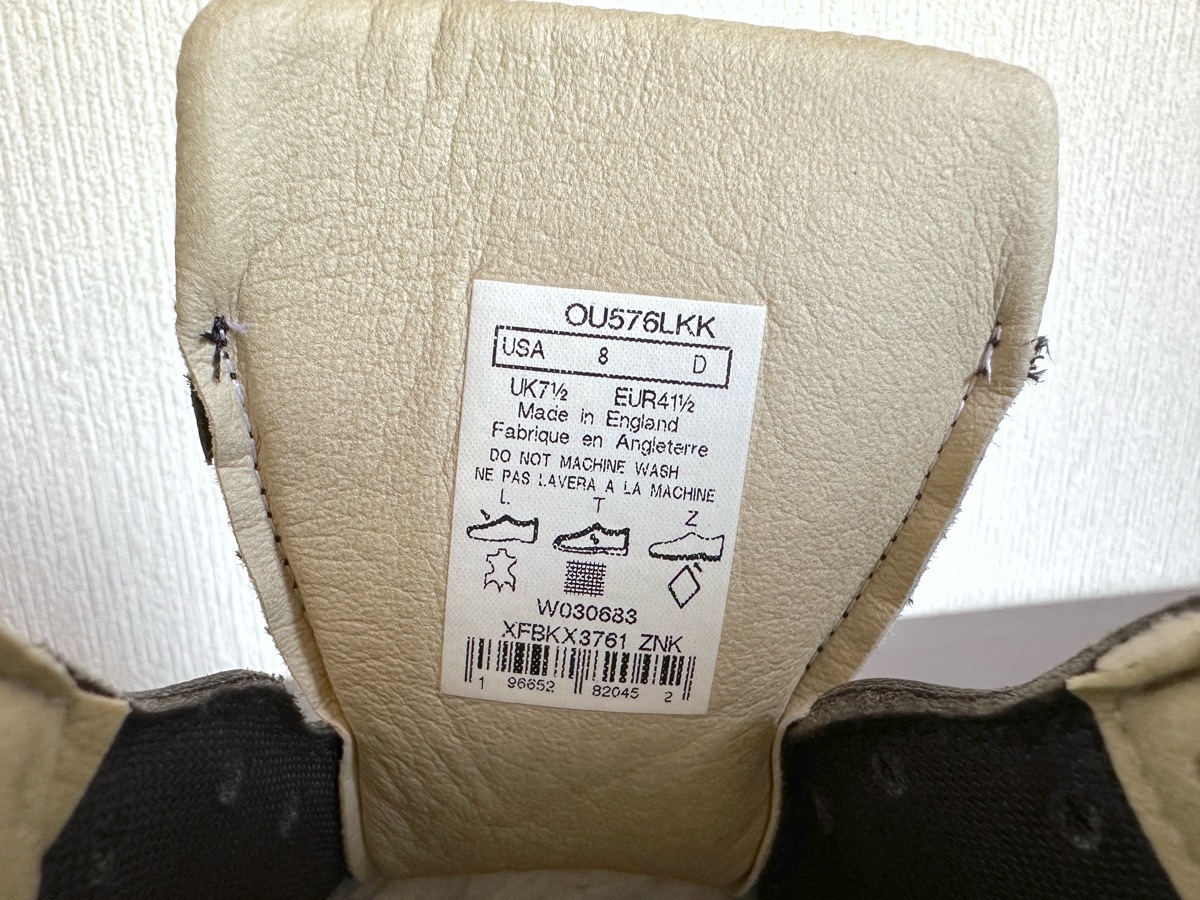 OU576LKK
USA 8 D
UK7½ EUR41½
Made in England
Fabrique en Angleterre
DO NOT MACHINE WASH
NE PAS LAVERA A LA MACHINE
L T Z
W030683
XFBKX3761 ZNK
1 96652 82045 2